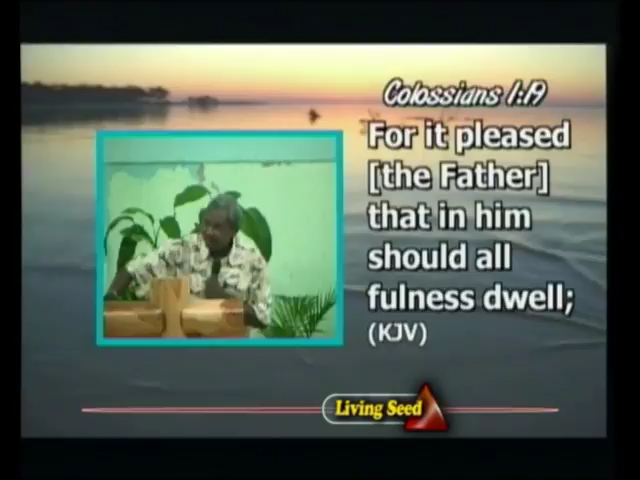 Colossians 1:19
For it pleased
[the Father]
that in him
should all
fulness dwell;
(KJV)
Living Seed